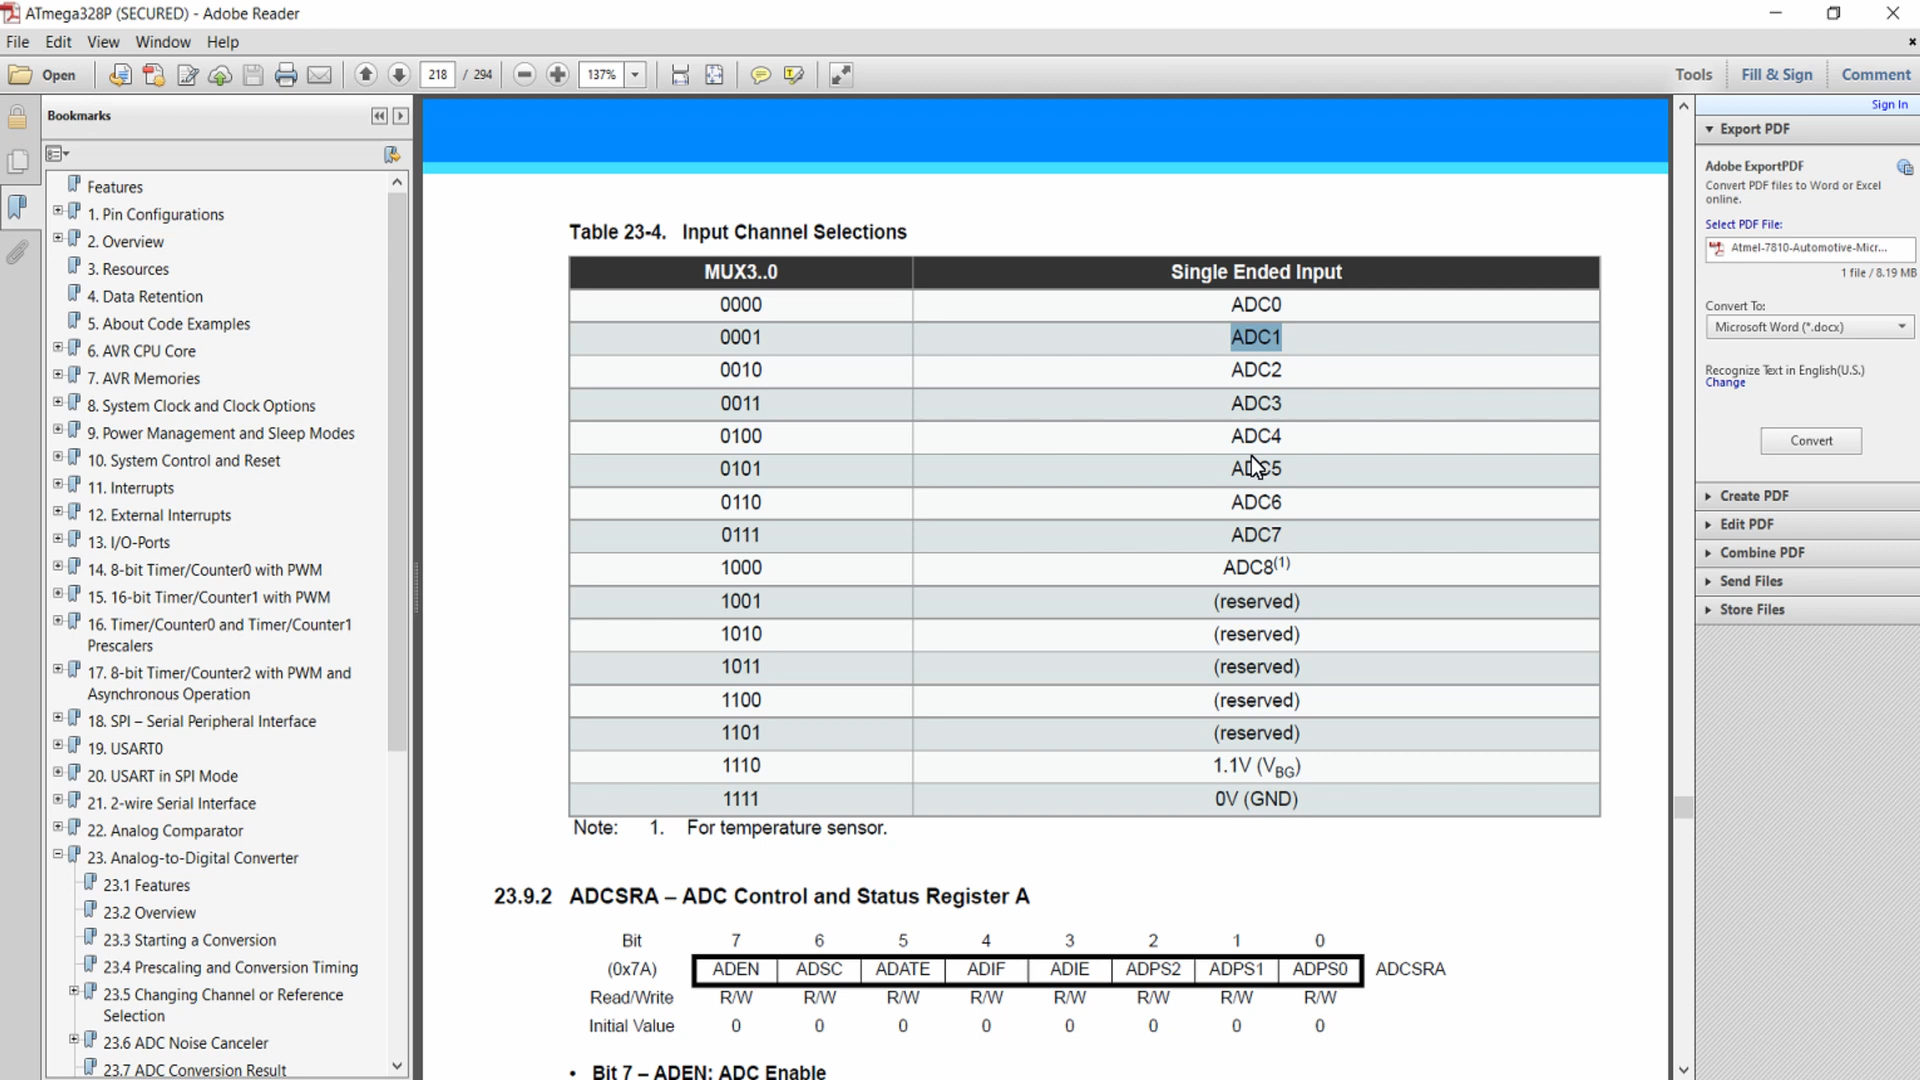 ATmega328P (SECURED) - Adobe Reader
File Edit View Window Help
Open 218 / 294 137% Tools Fill & Sign Comment
Bookmarks
Features
1. Pin Configurations
2. Overview
3. Resources
4. Data Retention
5. About Code Examples
6. AVR CPU Core
7. AVR Memories
8. System Clock and Clock Options
9. Power Management and Sleep Modes
10. System Control and Reset
11. Interrupts
12. External Interrupts
13. I/O-Ports
14. 8-bit Timer/Counter0 with PWM
15. 16-bit Timer/Counter1 with PWM
16. Timer/Counter0 and Timer/Counter1
Prescalers
17. 8-bit Timer/Counter2 with PWM and
Asynchronous Operation
18. SPI – Serial Peripheral Interface
19. USART0
20. USART in SPI Mode
21. 2-wire Serial Interface
22. Analog Comparator
23. Analog-to-Digital Converter
23.1 Features
23.2 Overview
23.3 Starting a Conversion
23.4 Prescaling and Conversion Timing
23.5 Changing Channel or Reference
Selection
23.6 ADC Noise Canceler
23.7 ADC Conversion Result
Table 23-4. Input Channel Selections
MUX3..0 Single Ended Input
0000 ADC0
0001 ADC1
0010 ADC2
0011 ADC3
0100 ADC4
0101 ADC5
0110 ADC6
0111 ADC7
1000 ADC8(1)
1001 (reserved)
1010 (reserved)
1011 (reserved)
1100 (reserved)
1101 (reserved)
1110 1.1V (VBG)
1111 0V (GND)
Note: 1. For temperature sensor.
23.9.2 ADCSRA – ADC Control and Status Register A
Bit 7 6 5 4 3 2 1 0
(0x7A) ADEN ADSC ADATE ADIF ADIE ADPS2 ADPS1 ADPS0 ADCSRA
Read/Write R/W R/W R/W R/W R/W R/W R/W R/W
Initial Value 0 0 0 0 0 0 0 0
• Bit 7 – ADEN: ADC Enable
Sign In
Export PDF
Adobe ExportPDF
Convert PDF files to Word or Excel
online.
Select PDF File:
Atmel-7810-Automotive-Micr...
1 file / 8.19 MB
Convert To:
Microsoft Word (*.docx)
Recognize Text in English(U.S.)
Change
Convert
Create PDF
Edit PDF
Combine PDF
Send Files
Store Files